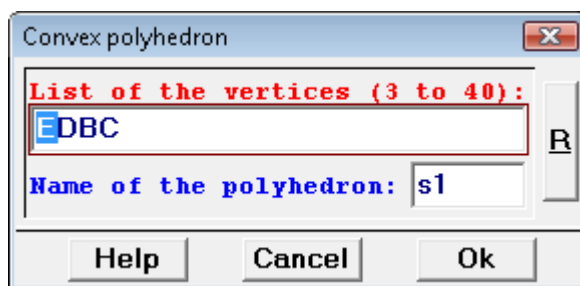 Convex polyhedron
List of the vertices (3 to 40):
EDBC
R
Name of the polyhedron: s1
Help Cancel Ok